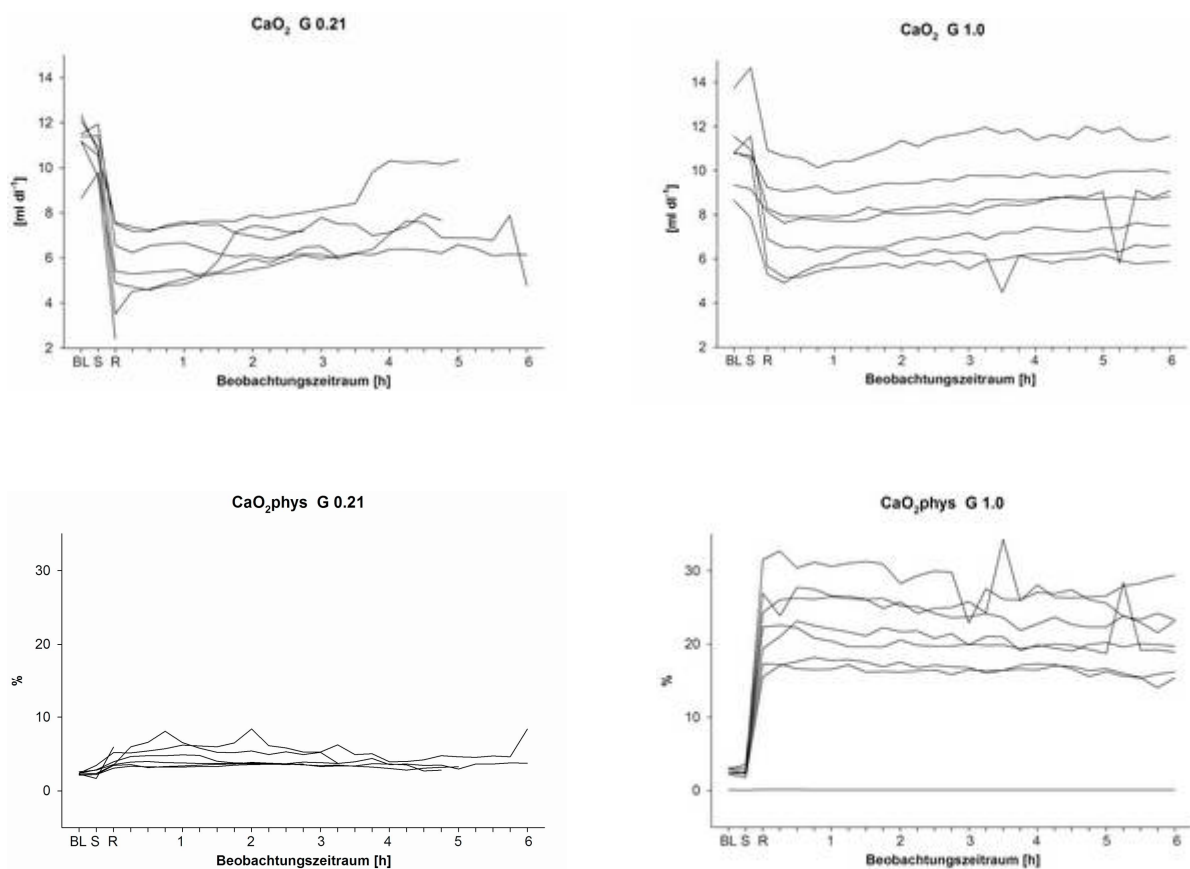 CaO₂ G 0.21
14
12
10
8
6
4
2
[ml dl⁻¹]
BL S R 1 2 3 4 5 6
Beobachtungszeitraum [h]
CaO₂ G 1.0
14
12
10
8
6
4
2
[ml dl⁻¹]
BL S R 1 2 3 4 5 6
Beobachtungszeitraum [h]
CaO₂phys G 0.21
30
20
10
0
%
BL S R 1 2 3 4 5 6
Beobachtungszeitraum [h]
CaO₂phys G 1.0
30
20
10
0
%
BL S R 1 2 3 4 5 6
Beobachtungszeitraum [h]